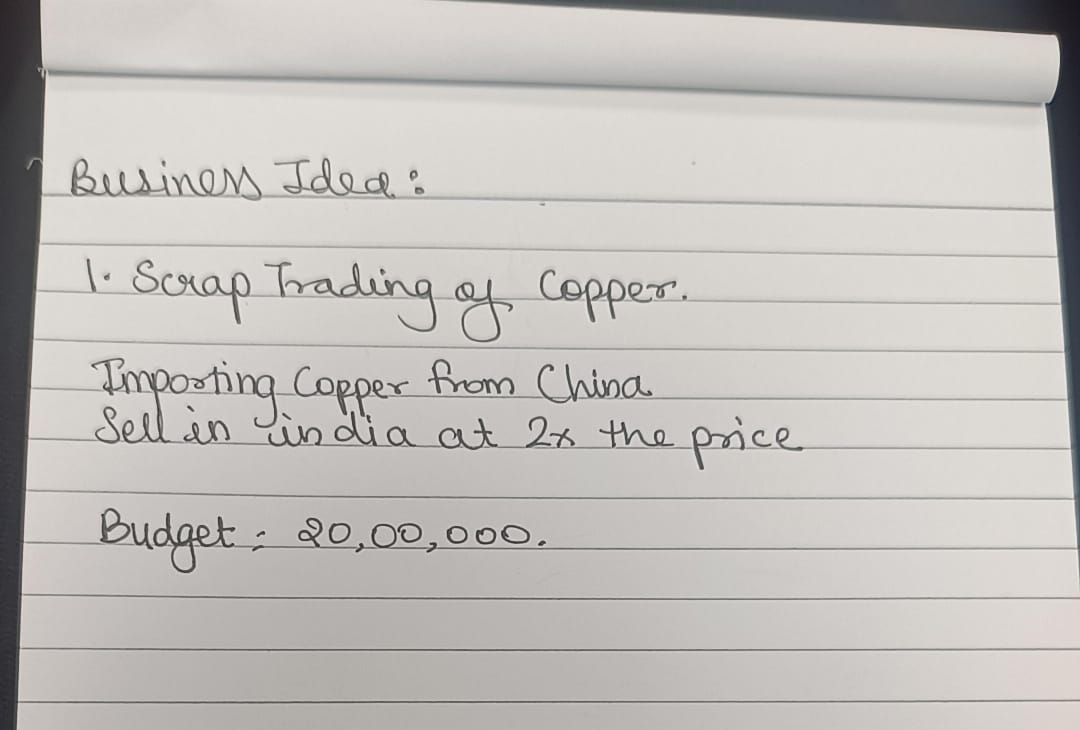 Business Idea:
1. Scrap Trading of Copper.
Importing Copper from China
Sell in india at 2x the price
Budget: 20,00,000.